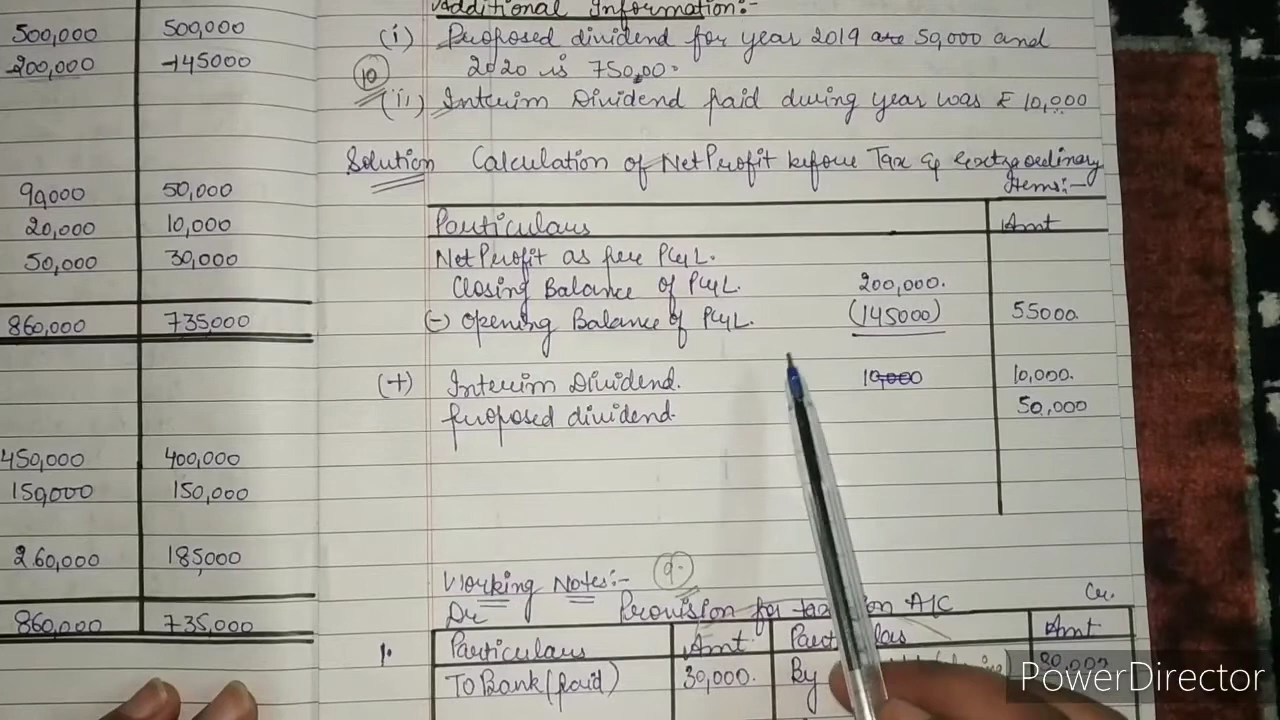 500,000 500,000
200,000 -145000
90,000 50,000
20,000 10,000
50,000 30,000
860,000 735,000
450,000 400,000
150,000 150,000
260,000 185000
860,000 735,000
Additional Information:-
(i) Proposed dividend for year 2019 are 50,000 and
2020 is 750,00.
10
(ii) Interim Dividend paid during year was ₹ 10,000
Solution Calculation of Net Profit before Tax & extraordinary
Items:-
Particulars Amt
Net Profit as per P&L.
Closing Balance of P&L. 200,000.
(-) Opening Balance of P&L. (145000) 55000
(+) Interim Dividend. 10,000 10,000.
Proposed dividend. 50,000
Working Notes:- 9.
Dr Provision for taxation A/C Cr.
1. Particulars Amt Particulars Amt
To Bank (paid) 30,000. By
PowerDirector